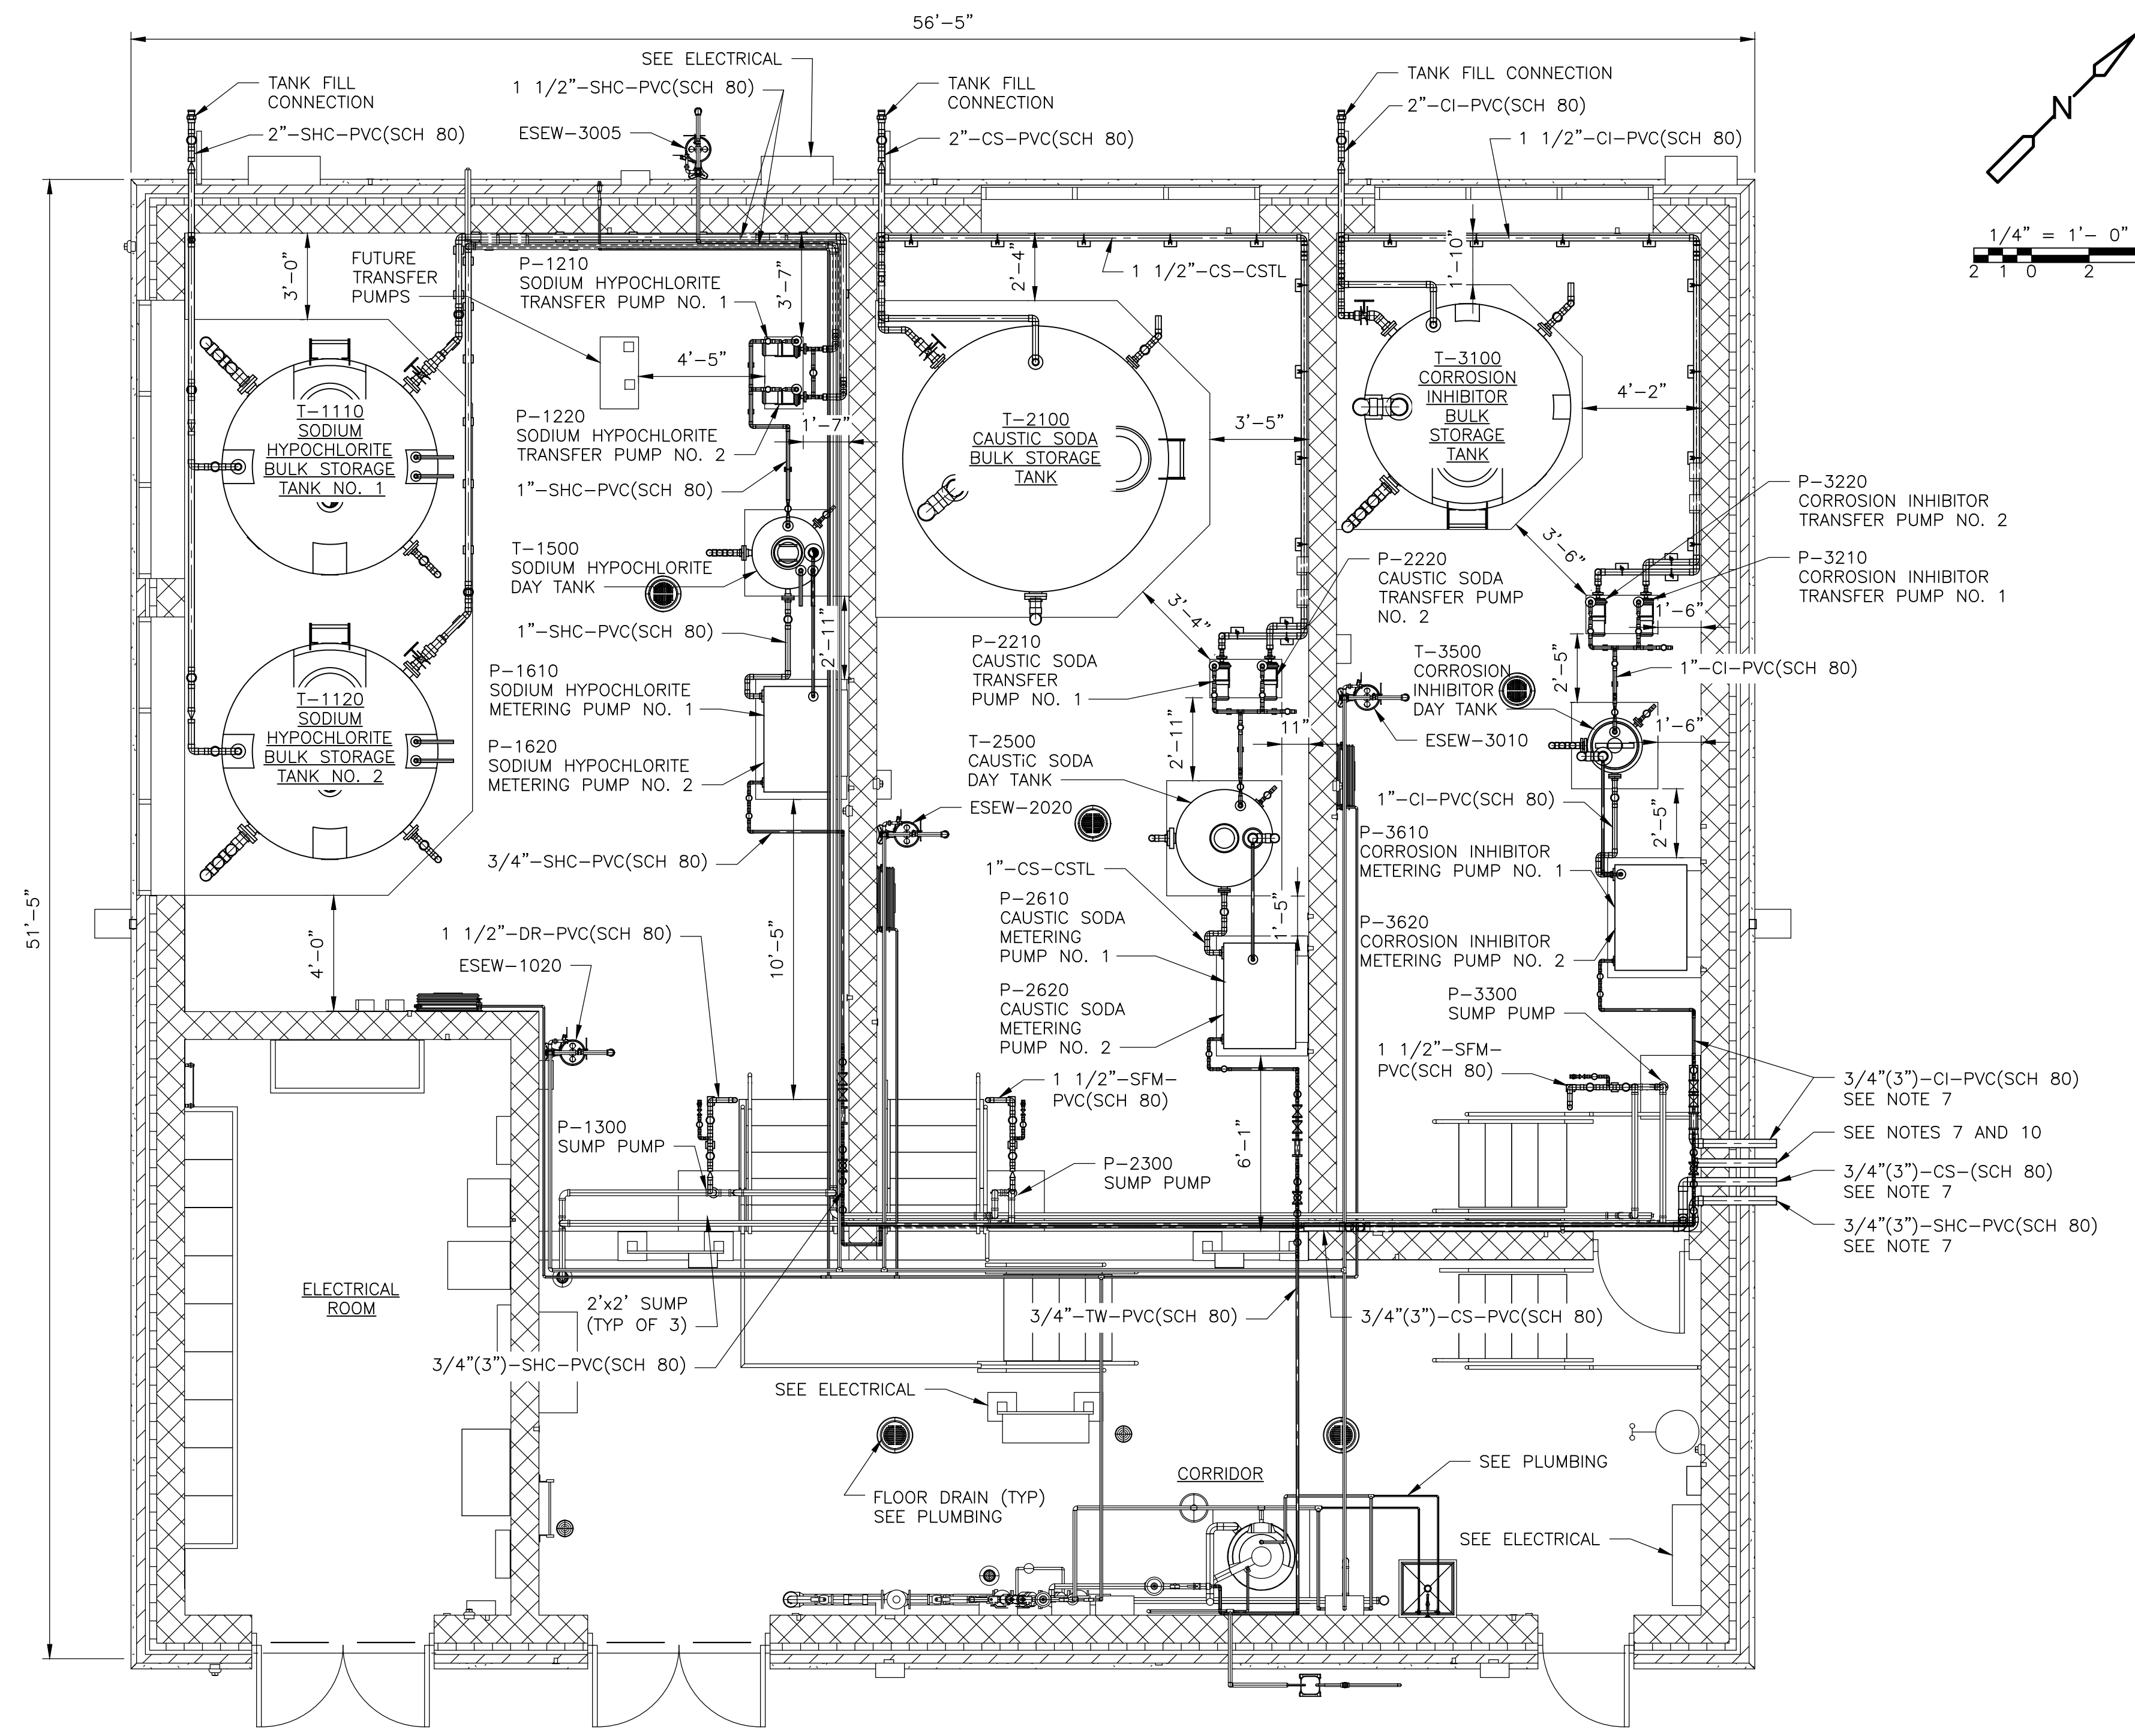 56'-5"
SEE ELECTRICAL
TANK FILL
CONNECTION
2"-SHC-PVC(SCH 80)
1 1/2"-SHC-PVC(SCH 80)
ESEW-3005
TANK FILL
CONNECTION
2"-CS-PVC(SCH 80)
TANK FILL CONNECTION
2"-CI-PVC(SCH 80)
1 1/2"-CI-PVC(SCH 80)
N
1/4" = 1'- 0"
2 1 0 2
3'-0"
FUTURE
TRANSFER
PUMPS
P-1210
SODIUM HYPOCHLORITE
TRANSFER PUMP NO. 1
3'-7"
2'-4"
1 1/2"-CS-CSTL
1'-10"
4'-5"
P-1220
SODIUM HYPOCHLORITE
TRANSFER PUMP NO. 2
1'-7"
1"-SHC-PVC(SCH 80)
T-1110
SODIUM
HYPOCHLORITE
BULK STORAGE
TANK NO. 1
T-2100
CAUSTIC SODA
BULK STORAGE
TANK
3'-5"
T-3100
CORROSION
INHIBITOR
BULK
STORAGE
TANK
4'-2"
P-3220
CORROSION INHIBITOR
TRANSFER PUMP NO. 2
3'-6"
P-3210
CORROSION INHIBITOR
TRANSFER PUMP NO. 1
1'-6"
T-1500
SODIUM HYPOCHLORITE
DAY TANK
1"-SHC-PVC(SCH 80)
2'-11"
P-2220
CAUSTIC SODA
TRANSFER PUMP
NO. 2
3'-4"
P-2210
CAUSTIC SODA
TRANSFER
PUMP NO. 1
T-3500
CORROSION
INHIBITOR
DAY TANK
2'-5"
1"-CI-PVC(SCH 80)
P-1610
SODIUM HYPOCHLORITE
METERING PUMP NO. 1
T-1120
SODIUM
HYPOCHLORITE
BULK STORAGE
TANK NO. 2
P-1620
SODIUM HYPOCHLORITE
METERING PUMP NO. 2
11"
ESEW-3010
1'-6"
T-2500
CAUSTiC SODA
DAY TANK
2'-11"
ESEW-2020
1"-CI-PVC(SCH 80)
2'-5"
P-3610
CORROSION INHIBITOR
METERING PUMP NO. 1
3/4"-SHC-PVC(SCH 80)
1"-CS-CSTL
P-2610
CAUSTIC SODA
METERING
PUMP NO. 1
1'-5"
P-3620
CORROSION INHIBITOR
METERING PUMP NO. 2
51'-5"
4'-0"
1 1/2"-DR-PVC(SCH 80)
ESEW-1020
10'-5"
P-2620
CAUSTIC SODA
METERING
PUMP NO. 2
P-3300
SUMP PUMP
1 1/2"-SFM-
PVC(SCH 80)
1 1/2"-SFM-
PVC(SCH 80)
3/4"(3")-CI-PVC(SCH 80)
SEE NOTE 7
P-1300
SUMP PUMP
6'-1"
SEE NOTES 7 AND 10
P-2300
SUMP PUMP
3/4"(3")-CS-(SCH 80)
SEE NOTE 7
3/4"(3")-SHC-PVC(SCH 80)
SEE NOTE 7
ELECTRICAL
ROOM
2'x2' SUMP
(TYP OF 3)
3/4"-TW-PVC(SCH 80)
3/4"(3")-CS-PVC(SCH 80)
3/4"(3")-SHC-PVC(SCH 80)
SEE ELECTRICAL
CORRIDOR
SEE PLUMBING
FLOOR DRAIN (TYP)
SEE PLUMBING
SEE ELECTRICAL